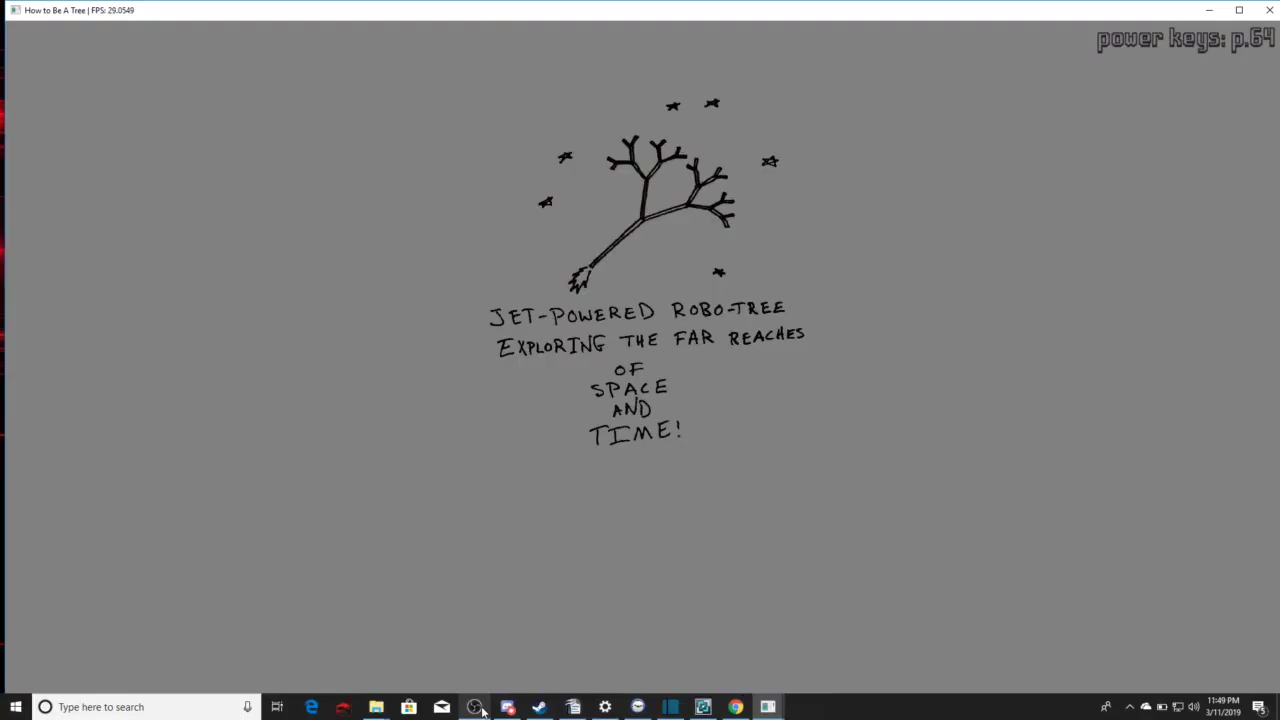 How to Be A Tree | FPS: 29.0549
power keys: p.64
JET-POWERED ROBO-TREE
EXPLORING THE FAR REACHES
OF
SPACE
AND
TIME!
Type here to search
11:49 PM
3/11/2019
5